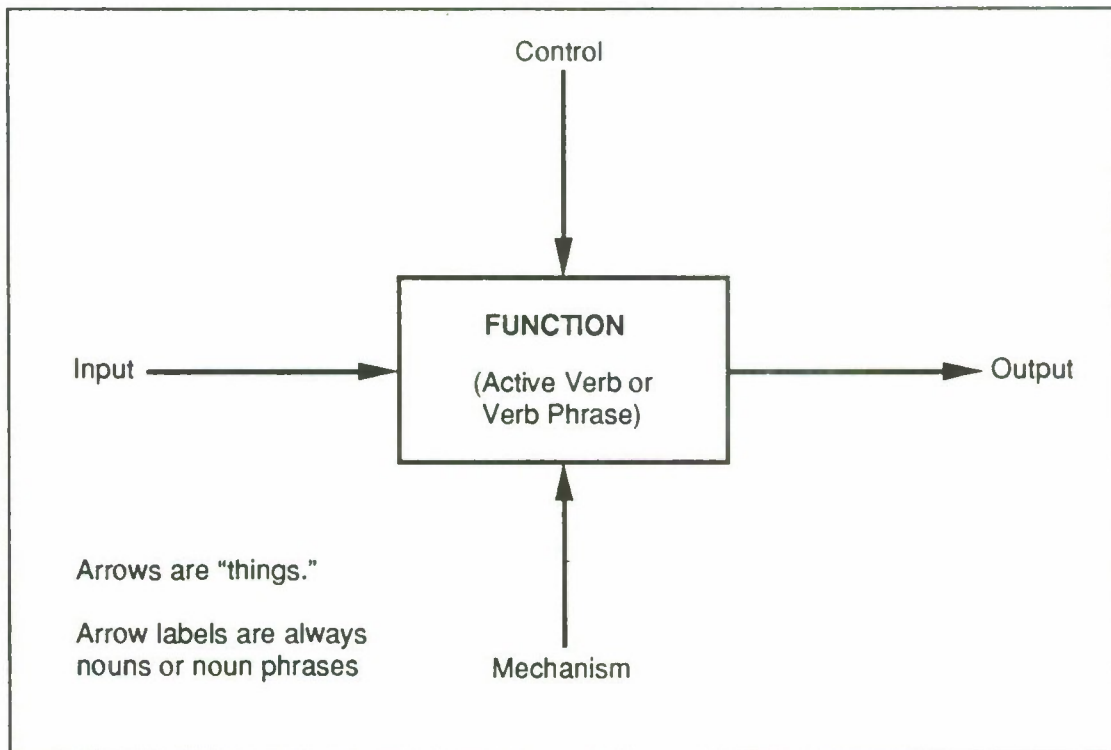 Control
FUNCTION
(Active Verb or
Verb Phrase)
Input
Output
Mechanism
Arrows are “things.”
Arrow labels are always
nouns or noun phrases